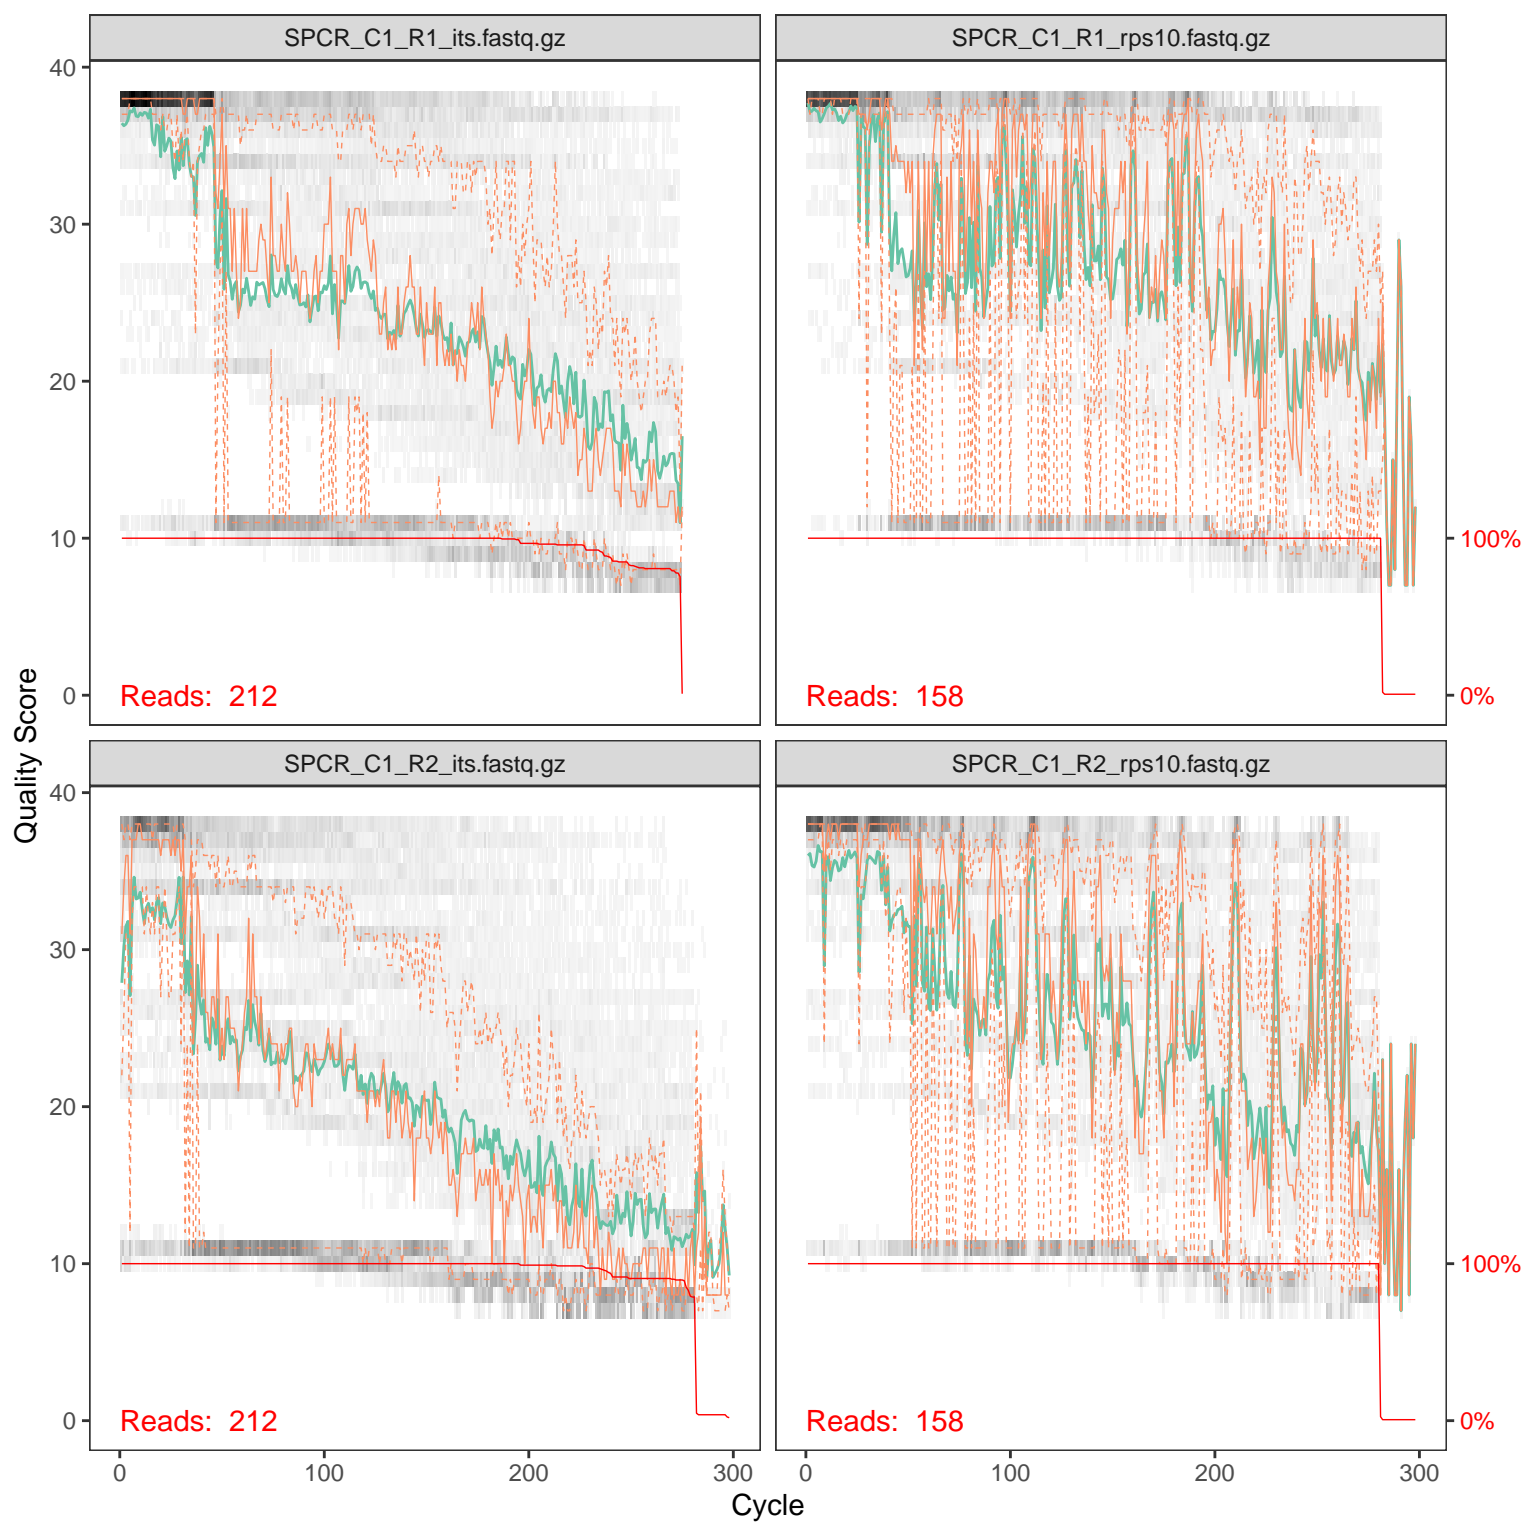 SPCR_C1_R1_its.fastq.gz
SPCR_C1_R1_rps10.fastq.gz
40
30
20
10
0
Reads: 212
Reads: 158
100%
0%
Quality Score
SPCR_C1_R2_its.fastq.gz
SPCR_C1_R2_rps10.fastq.gz
40
30
20
10
0
Reads: 212
Reads: 158
100%
0%
0 100 200 300 0 100 200 300
Cycle